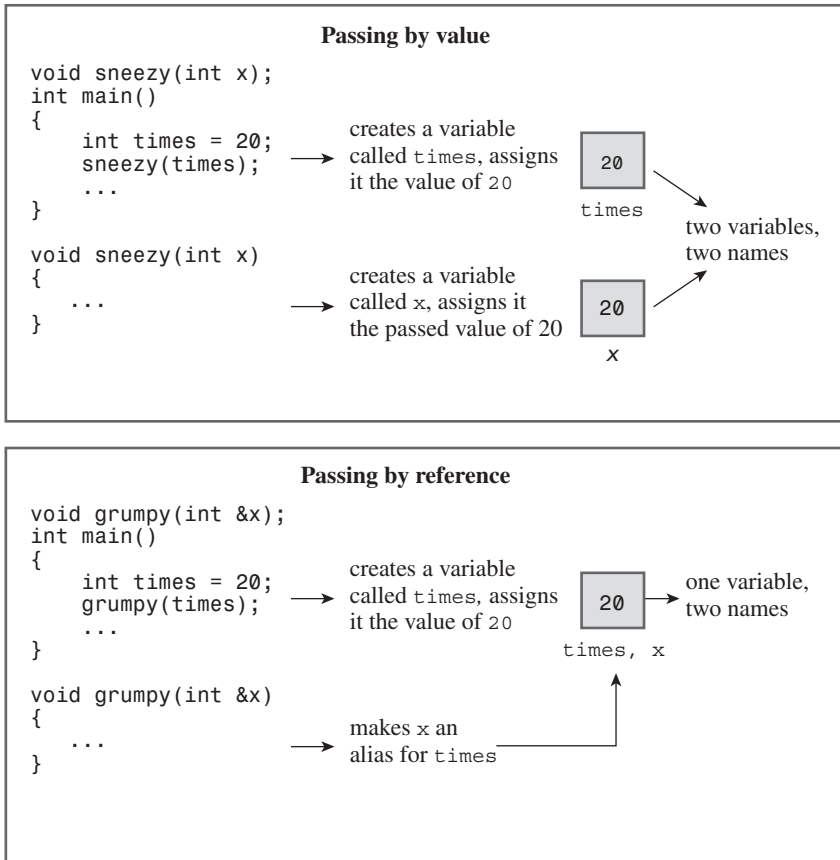 Passing by value
void sneezy(int x);
int main()
{
    int times = 20;
    sneezy(times);
    ...
}
creates a variable
called times, assigns
it the value of 20
20
times
two variables,
two names
void sneezy(int x)
{
   ...
}
creates a variable
called x, assigns it
the passed value of 20
20
x
Passing by reference
void grumpy(int &x);
int main()
{
    int times = 20;
    grumpy(times);
    ...
}
creates a variable
called times, assigns
it the value of 20
20
times, x
one variable,
two names
void grumpy(int &x)
{
   ...
}
makes x an
alias for times